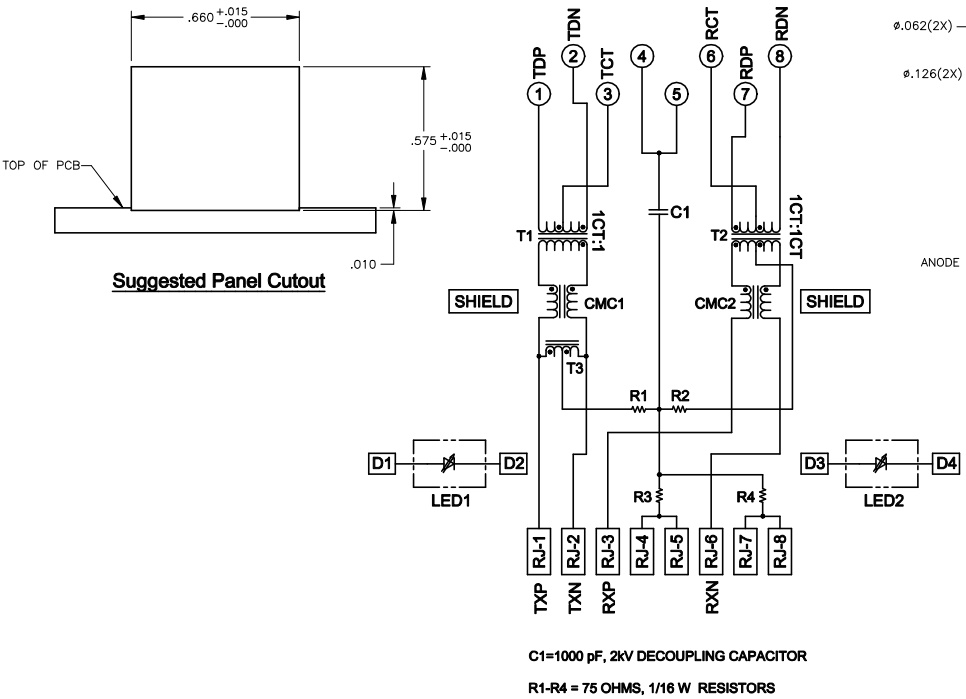 .660 +.015 -.000
.575 +.015 -.000
TOP OF PCB
.010
Suggested Panel Cutout
TDP
TDN
TCT
RCT
RDP
RDN
1
2
3
4
5
6
7
8
ø.062(2X)
ø.126(2X)
ANODE
C1
T1
1CT:1
T2
1CT:1CT
SHIELD
CMC1
CMC2
SHIELD
T3
R1
R2
D1
D2
LED1
D3
D4
LED2
R3
R4
RJ-1
RJ-2
RJ-3
RJ-4
RJ-5
RJ-6
RJ-7
RJ-8
TXP
TXN
RXP
RXN
C1=1000 pF, 2kV DECOUPLING CAPACITOR
R1-R4 = 75 OHMS, 1/16 W RESISTORS